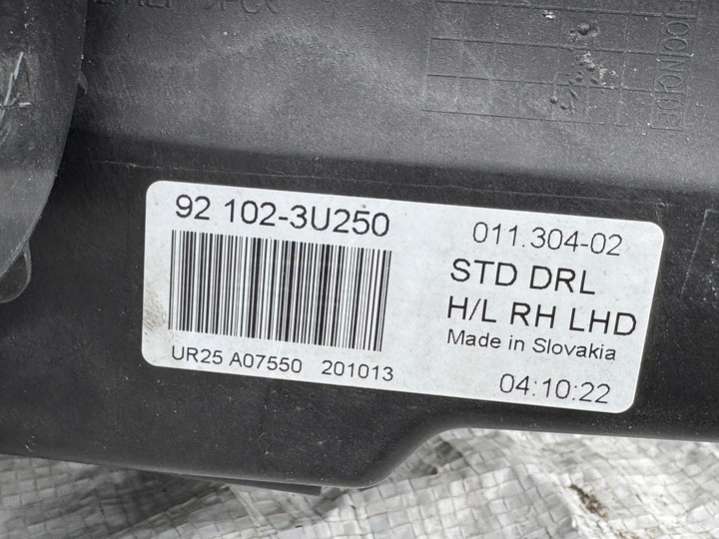 92 102-3U250
011.304-02
STD DRL
H/L RH LHD
Made in Slovakia
UR25 A07550 201013
04:10:22